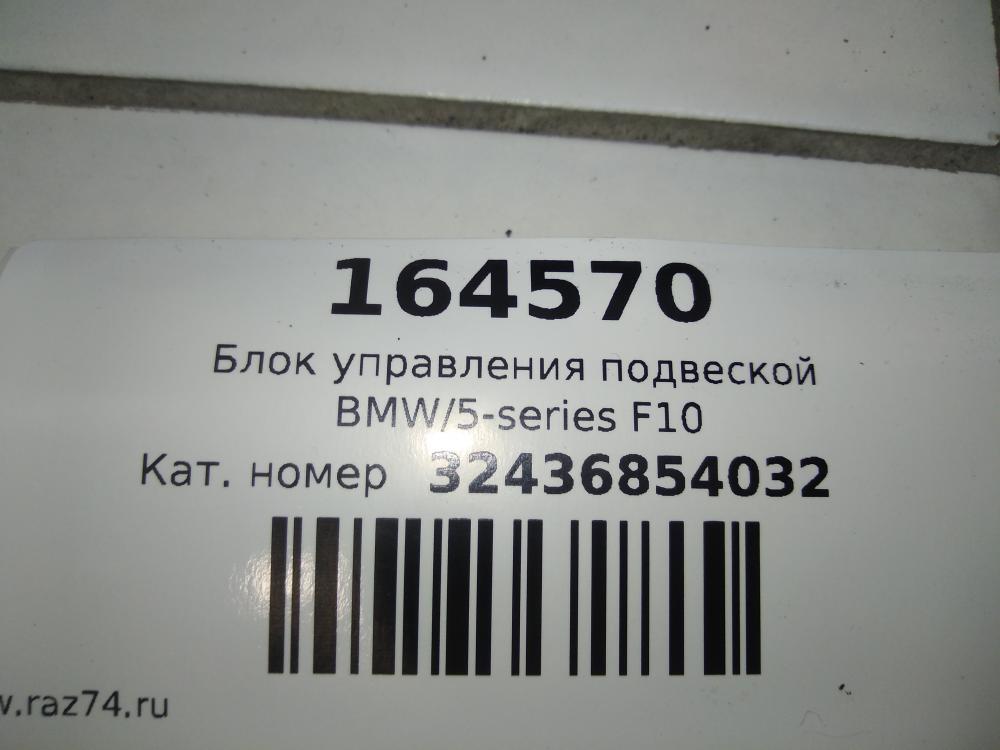 164570
Блок управления подвеской
BMW/5-series F10
Кат. номер 32436854032
w.raz74.ru